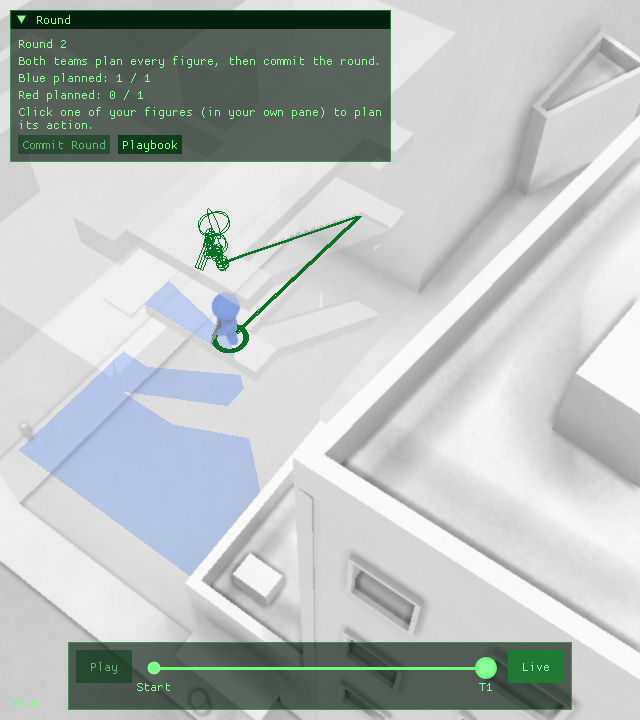 Round
Round 2
Both teams plan every figure, then commit the round.
Blue planned: 1 / 1
Red planned: 0 / 1
Click one of your figures (in your own pane) to plan
its action.
Commit Round
Playbook
Play
Live
Start
T1